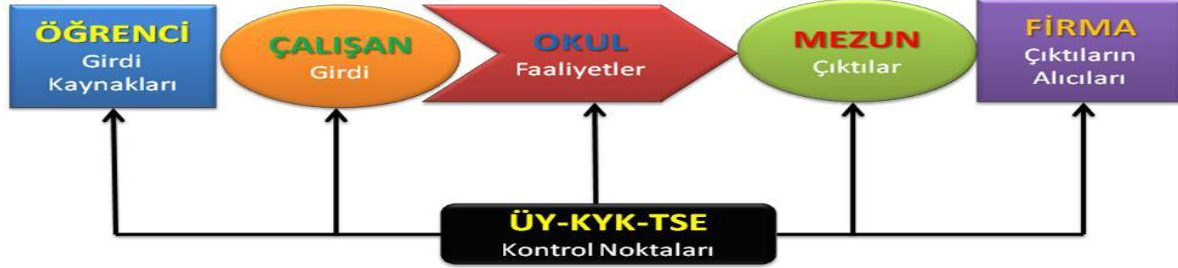 ÖĞRENCİ
Girdi
Kaynakları
ÇALIŞAN
Girdi
OKUL
Faaliyetler
MEZUN
Çıktılar
FİRMA
Çıktıların
Alıcıları
ÜY-KYK-TSE
Kontrol Noktaları